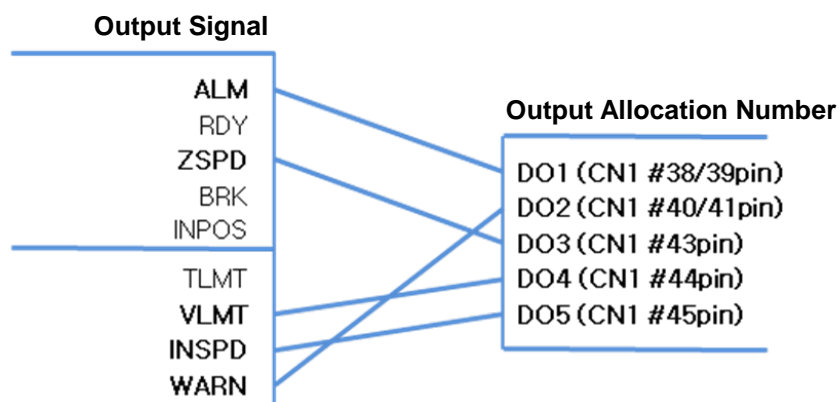 Output Signal
ALM
RDY
ZSPD
BRK
INPOS
TLMT
VLMT
INSPD
WARN
Output Allocation Number
DO1 (CN1 #38/39pin)
DO2 (CN1 #40/41pin)
DO3 (CN1 #43pin)
DO4 (CN1 #44pin)
DO5 (CN1 #45pin)